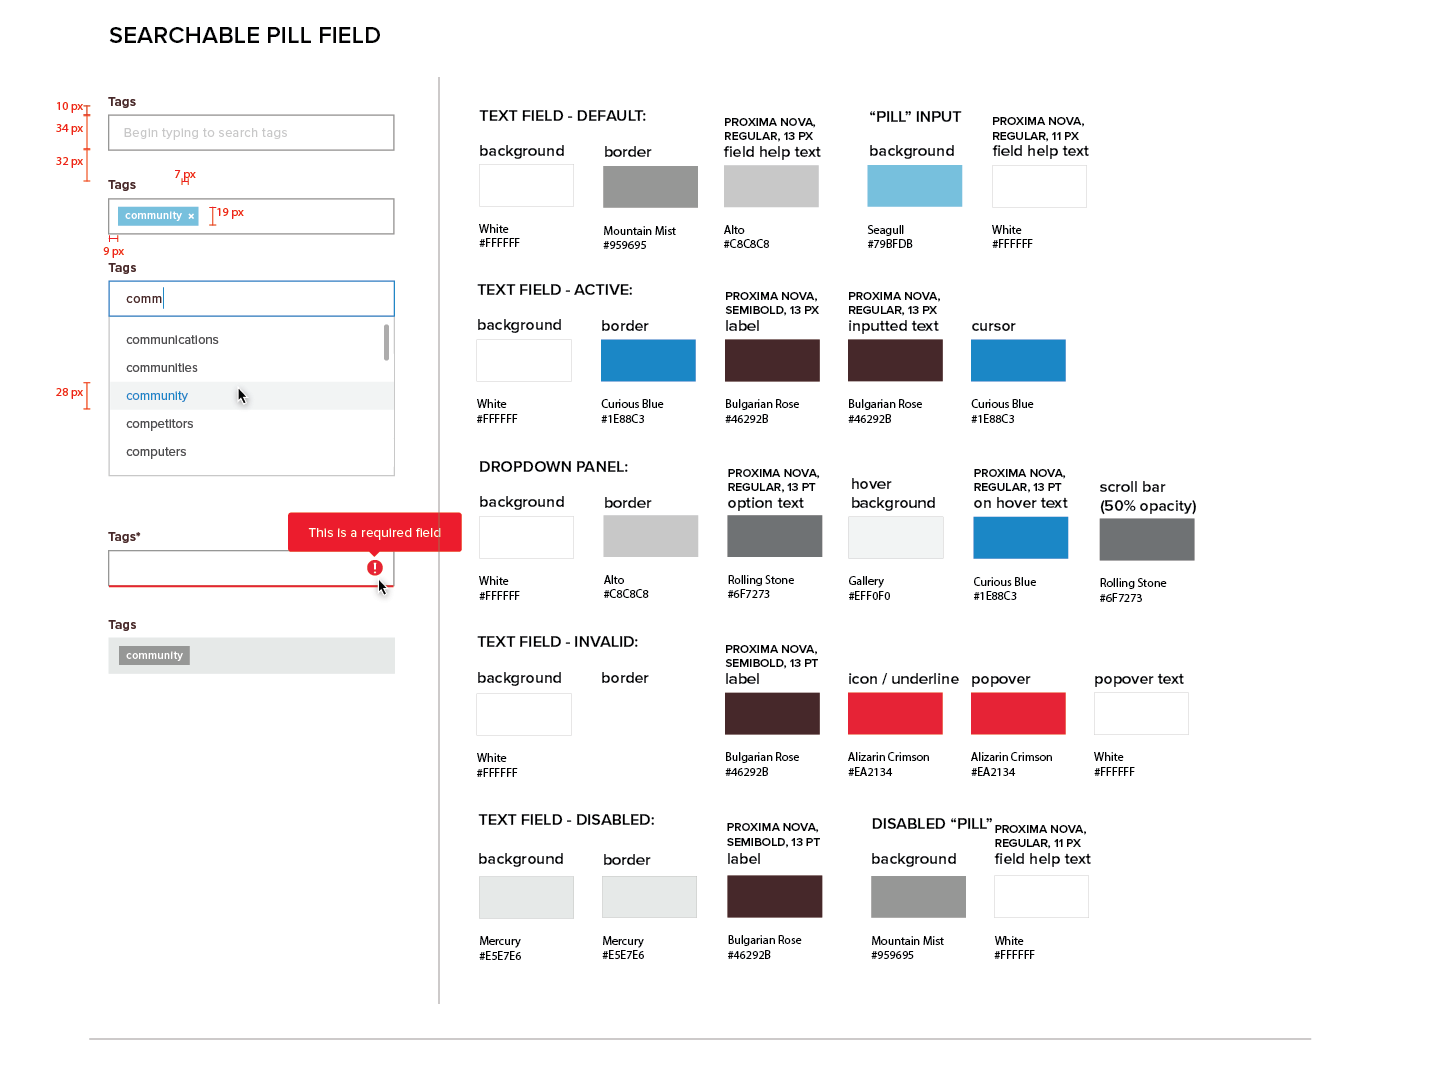 SEARCHABLE PILL FIELD
Tags
10 px
34 px
Begin typing to search tags
32 px
7 px
Tags
community ×
19 px
9 px
Tags
comm
communications
communities
28 px
community
competitors
computers
This is a required field
Tags*
!
Tags
community
TEXT FIELD - DEFAULT:
background
White
#FFFFFF
border
Mountain Mist
#959695
PROXIMA NOVA,
REGULAR, 13 PX
field help text
Alto
#C8C8C8
“PILL” INPUT
background
Seagull
#79BFDB
PROXIMA NOVA,
REGULAR, 11 PX
field help text
White
#FFFFFF
TEXT FIELD - ACTIVE:
background
White
#FFFFFF
border
Curious Blue
#1E88C3
PROXIMA NOVA,
SEMIBOLD, 13 PX
label
Bulgarian Rose
#46292B
PROXIMA NOVA,
REGULAR, 13 PX
inputted text
Bulgarian Rose
#46292B
cursor
Curious Blue
#1E88C3
DROPDOWN PANEL:
background
White
#FFFFFF
border
Alto
#C8C8C8
PROXIMA NOVA,
REGULAR, 13 PT
option text
Rolling Stone
#6F7273
hover
background
Gallery
#EFF0F0
PROXIMA NOVA,
REGULAR, 13 PT
on hover text
Curious Blue
#1E88C3
scroll bar
(50% opacity)
Rolling Stone
#6F7273
TEXT FIELD - INVALID:
background
White
#FFFFFF
border
PROXIMA NOVA,
SEMIBOLD, 13 PT
label
Bulgarian Rose
#46292B
icon / underline
Alizarin Crimson
#EA2134
popover
Alizarin Crimson
#EA2134
popover text
White
#FFFFFF
TEXT FIELD - DISABLED:
background
Mercury
#E5E7E6
border
Mercury
#E5E7E6
PROXIMA NOVA,
SEMIBOLD, 13 PT
label
Bulgarian Rose
#46292B
DISABLED “PILL”
background
Mountain Mist
#959695
PROXIMA NOVA,
REGULAR, 11 PX
field help text
White
#FFFFFF